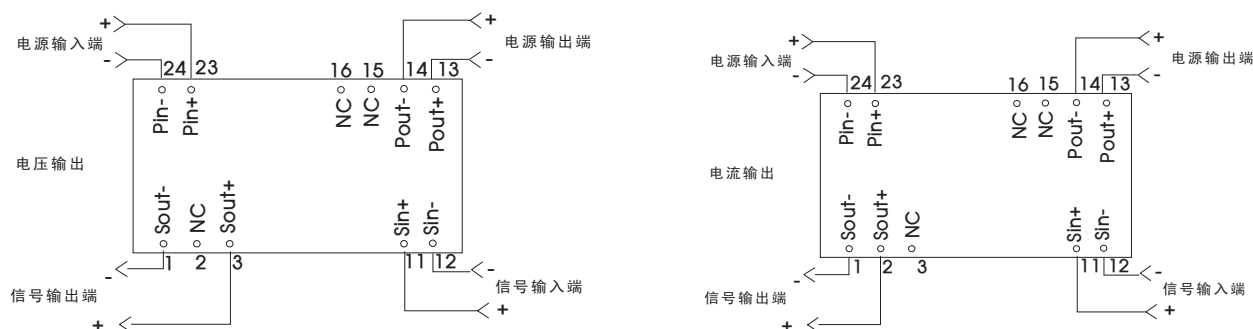 +
电源输入端
-
24 23 16 15 14 13
+
电源输出端
-
Pin- Pin+ NC NC Pout- Pout+
电压输出
Sout- NC Sout+ Sin+ Sin-
1 2 3 11 12
-
信号输出端
+
-
信号输入端
+
+
电源输入端
-
24 23 16 15 14 13
+
电源输出端
-
Pin- Pin+ NC NC Pout- Pout+
电流输出
Sout- Sout+ NC Sin+ Sin-
1 2 3 11 12
-
信号输出端
+
-
信号输入端
+